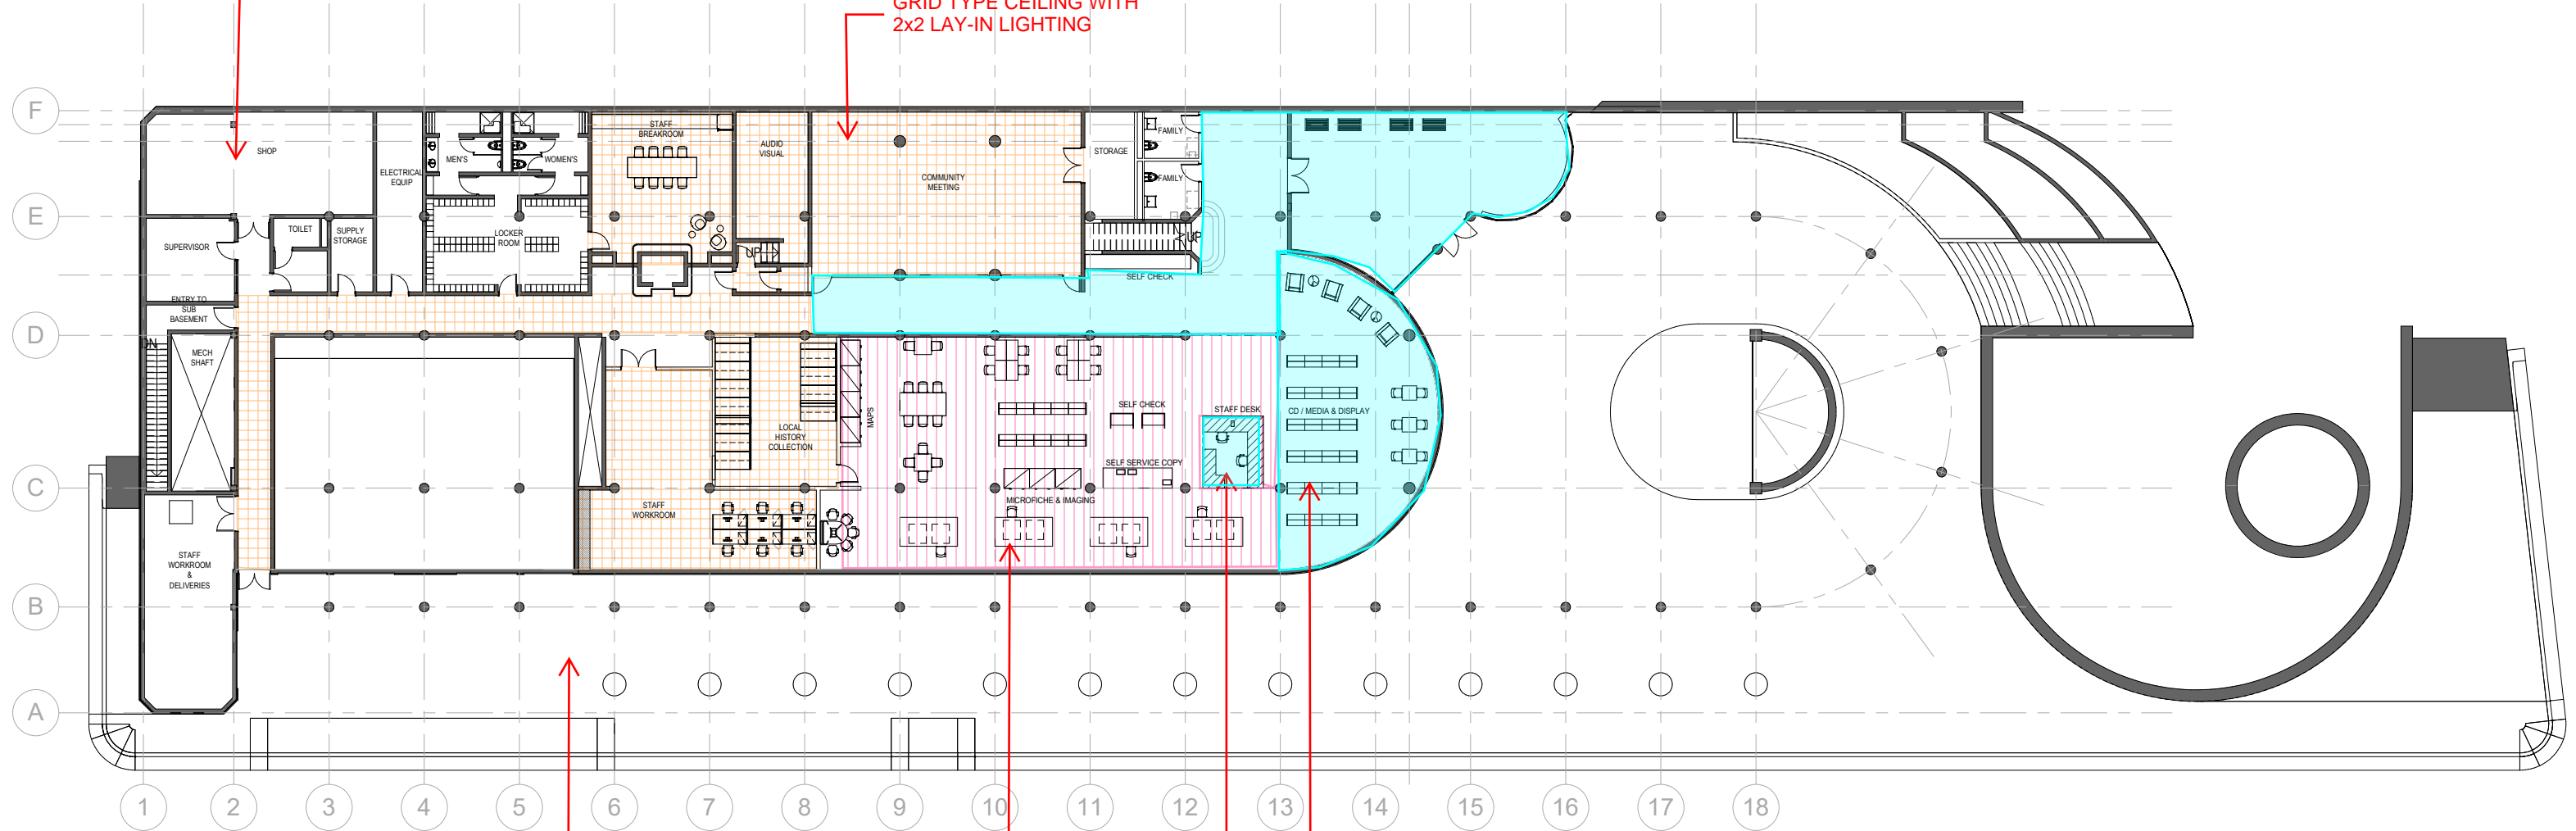 GRID TYPE CEILING WITH
2x2 LAY-IN LIGHTING
F
STAFF
BREAKROOM
FAMILY
SHOP
MEN'S
WOMEN'S
AUDIO
VISUAL
STORAGE
ELECTRICAL
EQUIP
COMMUNITY
MEETING
FAMILY
E
TOILET
SUPPLY
STORAGE
LOCKER
ROOM
SUPERVISOR
UP
UP
SELF CHECK
ENTRY TO
SUB
BASEMENT
D
DN
MECH
SHAFT
MAPS
SELF CHECK
STAFF DESK
CD / MEDIA & DISPLAY
LOCAL
HISTORY
COLLECTION
SELF SERVICE COPY
C
MICROFICHE & IMAGING
STAFF
WORKROOM
STAFF
WORKROOM
&
DELIVERIES
B
A
1 2 3 4 5 6 7 8 9 10 11 12 13 14 15 16 17 18